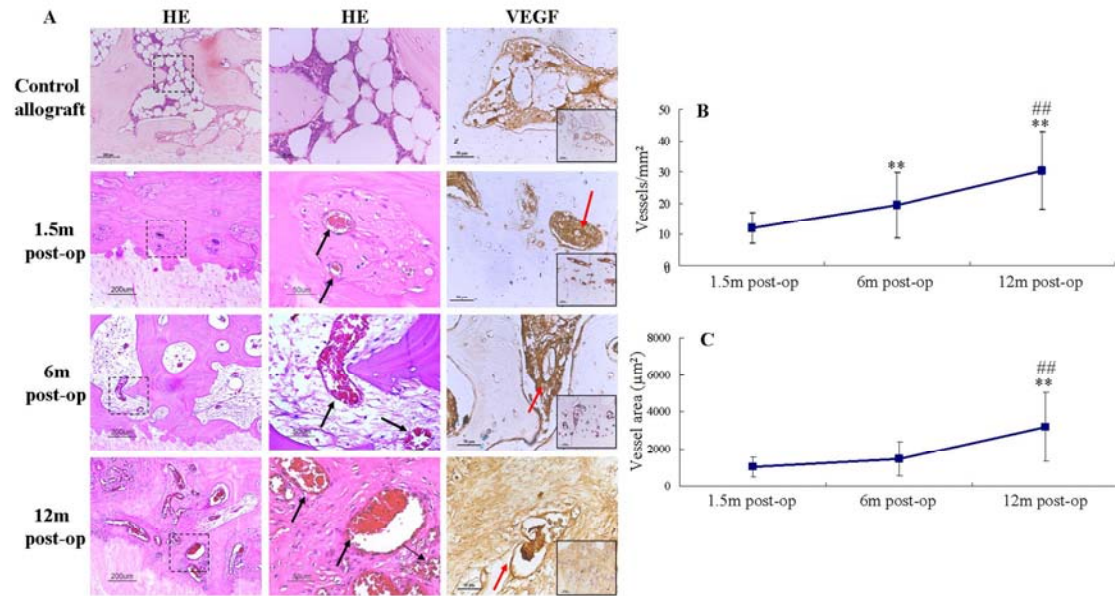 A
HE
HE
VEGF
Control
allograft
1.5m
post-op
200um
50um
6m
post-op
12m
post-op
200um
50um
B
Vessels/mm²
50
40
30
20
10
0
**
##
**
1.5m post-op
6m post-op
12m post-op
C
Vessel area (μm²)
8000
6000
4000
2000
0
##
**
1.5m post-op
6m post-op
12m post-op